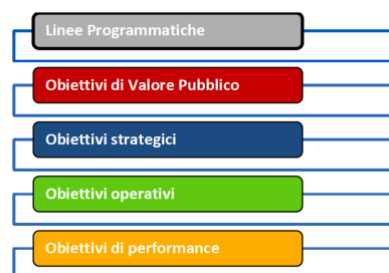 Linee Programmatiche
Obiettivi di Valore Pubblico
Obiettivi strategici
Obiettivi operativi
Obiettivi di performance